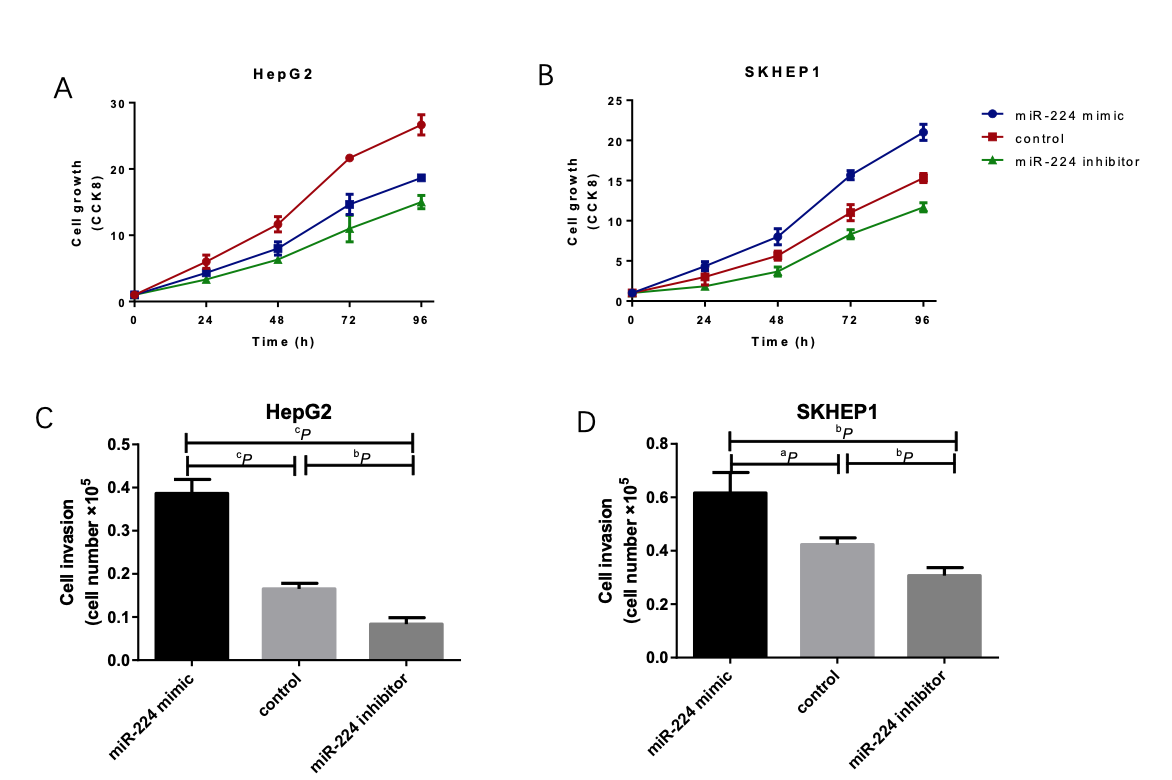 A
HepG2
30
20
10
0
Cell growth
(CCK8)
0 24 48 72 96
Time (h)
B
SKHEP1
25
20
15
10
5
0
Cell growth
(CCK8)
0 24 48 72 96
Time (h)
miR-224 mimic
control
miR-224 inhibitor
C
HepG2
cP
cP bP
0.5
0.4
0.3
0.2
0.1
0.0
Cell invasion
(cell number ×10⁵
miR-224 mimic
control
miR-224 inhibitor
D
SKHEP1
bP
aP bP
0.8
0.6
0.4
0.2
0.0
Cell invasion
(cell number ×10⁵
miR-224 mimic
control
miR-224 inhibitor